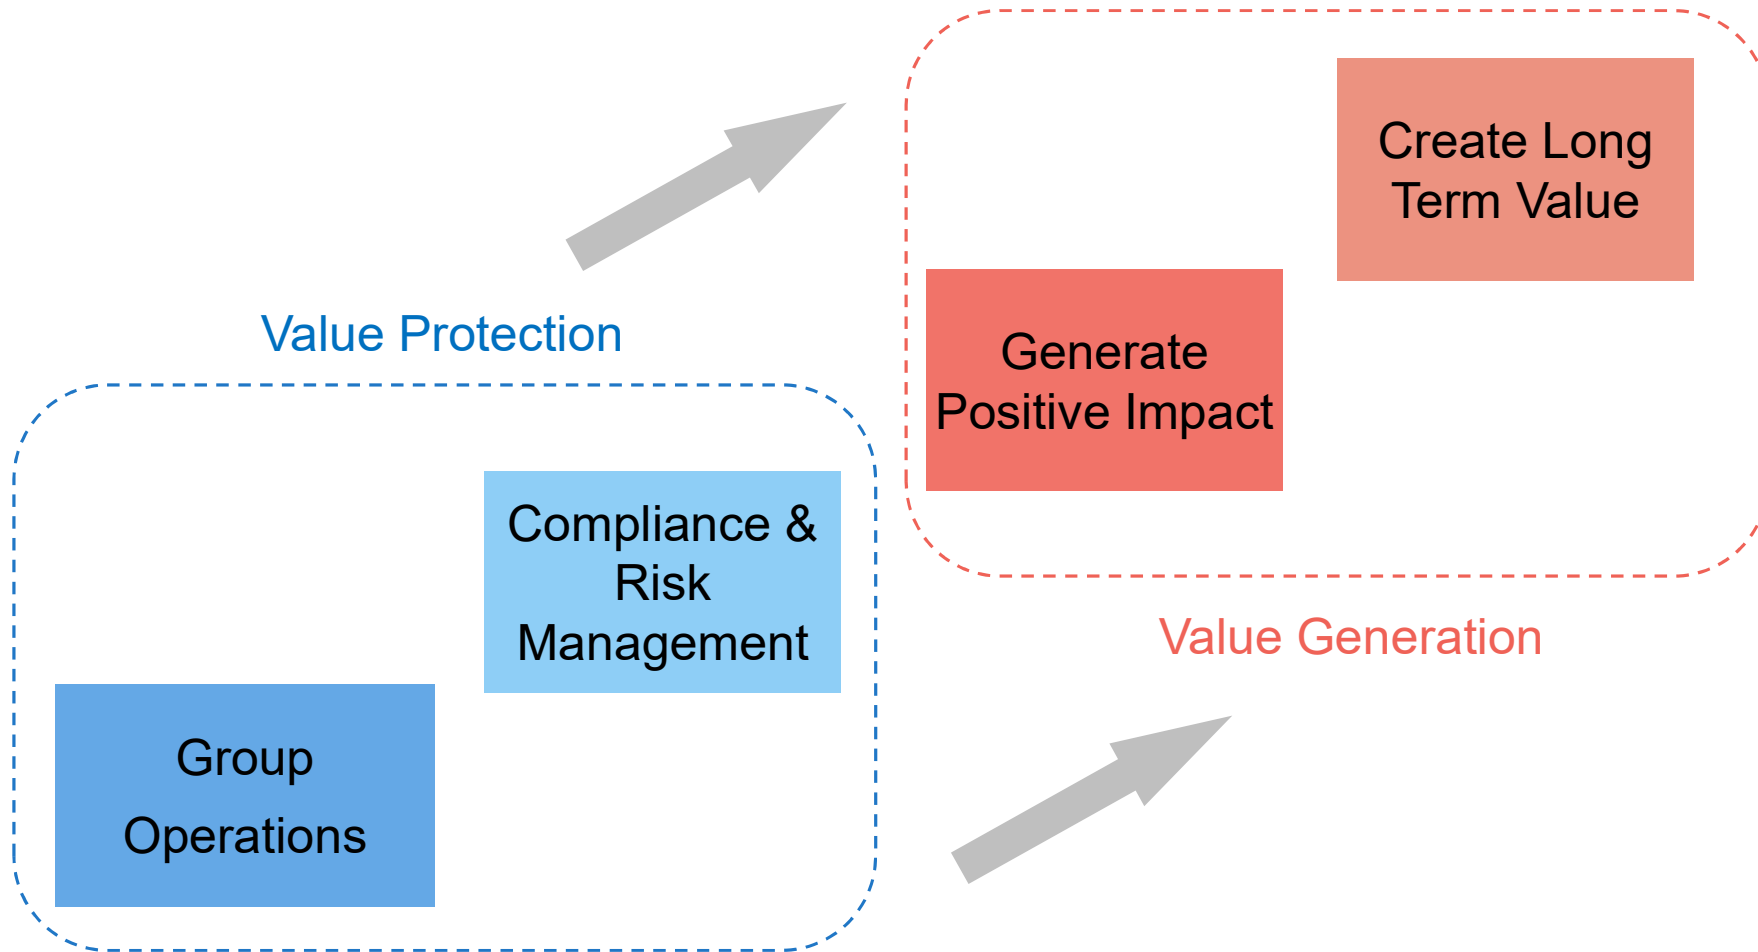 Value Protection
Group
Operations
Compliance &
Risk
Management
Generate
Positive Impact
Create Long
Term Value
Value Generation